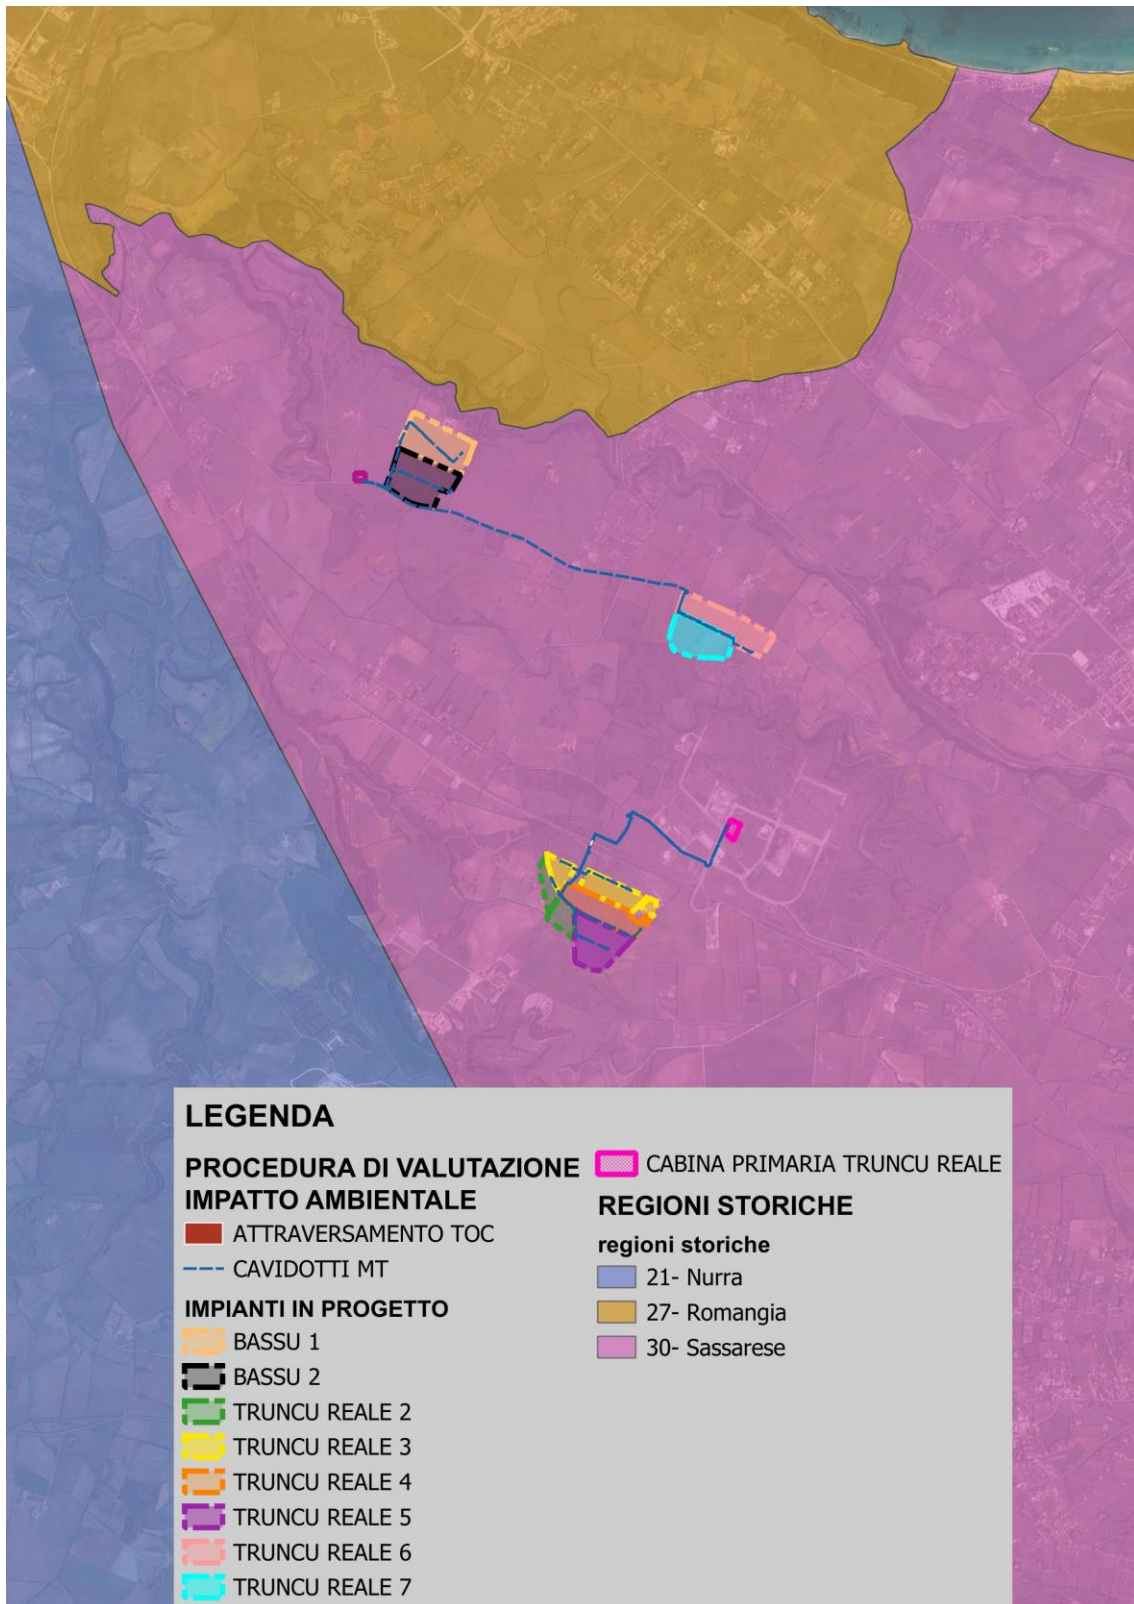 LEGENDA
PROCEDURA DI VALUTAZIONE
IMPATTO AMBIENTALE
ATTRAVERSAMENTO TOC
CAVIDOTTI MT
IMPIANTI IN PROGETTO
BASSU 1
BASSU 2
TRUNCU REALE 2
TRUNCU REALE 3
TRUNCU REALE 4
TRUNCU REALE 5
TRUNCU REALE 6
TRUNCU REALE 7
CABINA PRIMARIA TRUNCU REALE
REGIONI STORICHE
regioni storiche
21- Nurra
27- Romangia
30- Sassarese